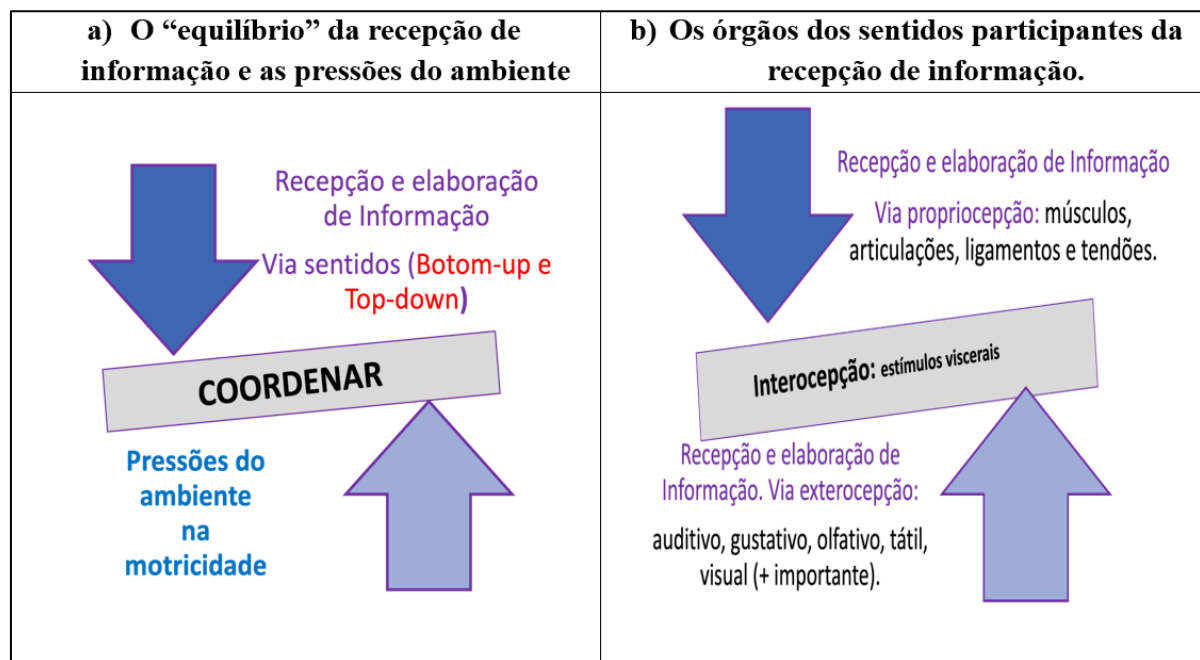 a) O “equilíbrio” da recepção de
informação e as pressões do ambiente
b) Os órgãos dos sentidos participantes da
recepção de informação.
Recepção e elaboração
de Informação
Via sentidos (Botom-up e
Top-down)
COORDENAR
Pressões do
ambiente
na
motricidade
Recepção e elaboração de Informação
Via propriocepção: músculos,
articulações, ligamentos e tendões.
Interocepção: estímulos viscerais
Recepção e elaboração de
Informação. Via exterocepção:
auditivo, gustativo, olfativo, tátil,
visual (+ importante).